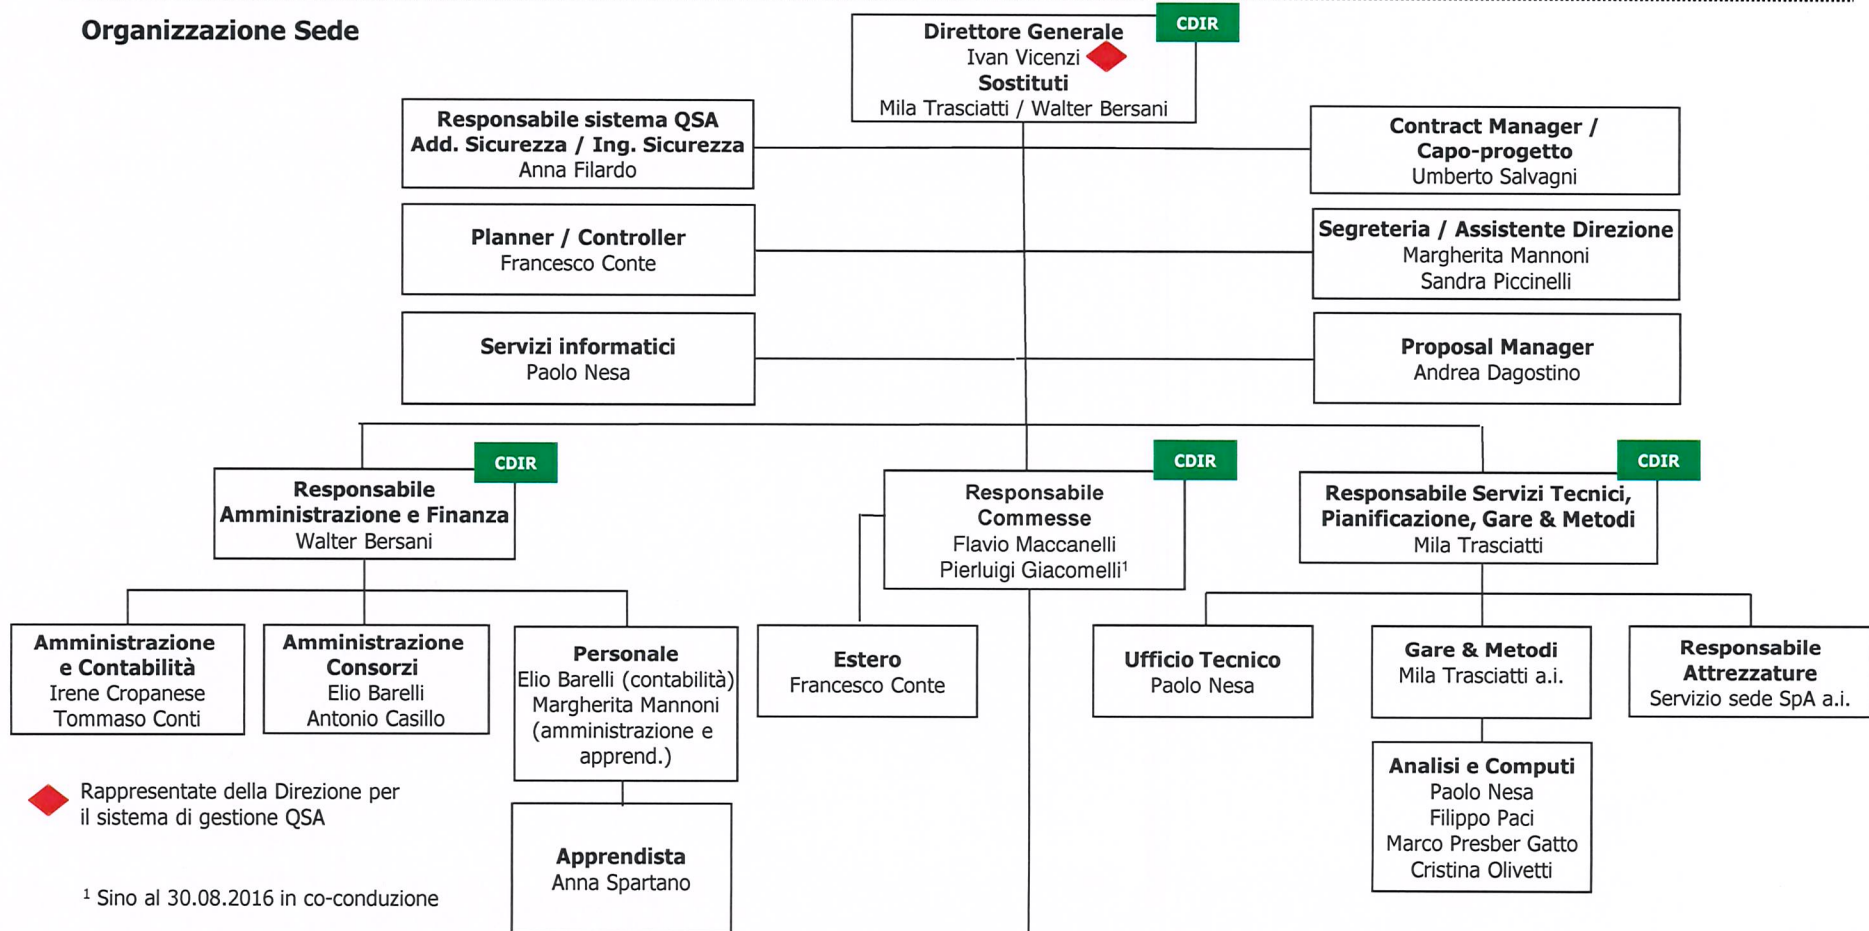 Organizzazione Sede
CDIR
Direttore Generale
Ivan Vicenzi
Sostituti
Mila Trasciatti / Walter Bersani
Responsabile sistema QSA
Add. Sicurezza / Ing. Sicurezza
Anna Filardo
Contract Manager /
Capo-progetto
Umberto Salvagni
Planner / Controller
Francesco Conte
Segreteria / Assistente Direzione
Margherita Mannoni
Sandra Piccinelli
Servizi informatici
Paolo Nesa
Proposal Manager
Andrea Dagostino
CDIR
Responsabile
Amministrazione e Finanza
Walter Bersani
CDIR
Responsabile
Commesse
Flavio Maccanelli
Pierluigi Giacomelli¹
CDIR
Responsabile Servizi Tecnici,
Pianificazione, Gare & Metodi
Mila Trasciatti
Amministrazione
e Contabilità
Irene Cropanese
Tommaso Conti
Amministrazione
Consorzi
Elio Barelli
Antonio Casillo
Personale
Elio Barelli (contabilità)
Margherita Mannoni
(amministrazione e
apprend.)
Estero
Francesco Conte
Ufficio Tecnico
Paolo Nesa
Gare & Metodi
Mila Trasciatti a.i.
Responsabile
Attrezzature
Servizio sede SpA a.i.
Analisi e Computi
Paolo Nesa
Filippo Paci
Marco Presber Gatto
Cristina Olivetti
Apprendista
Anna Spartano
Rappresentate della Direzione per
il sistema di gestione QSA
¹ Sino al 30.08.2016 in co-conduzione